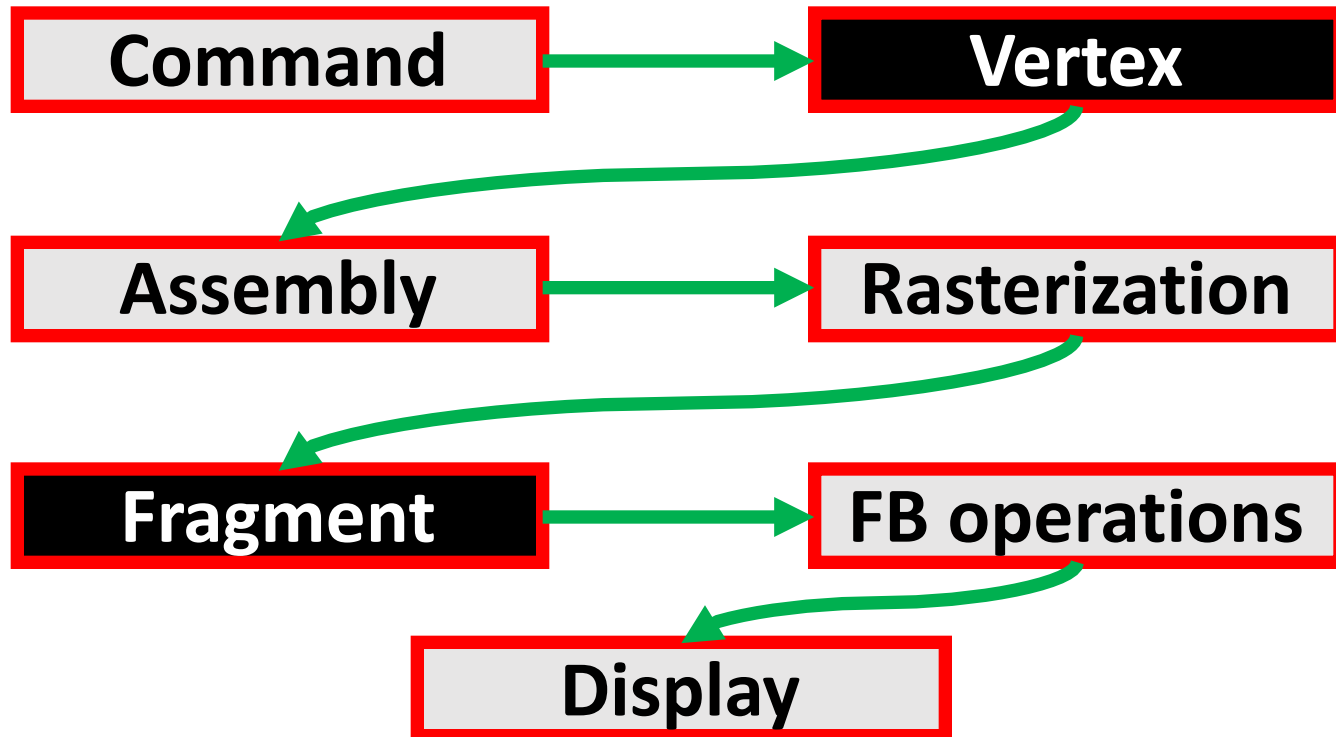 Command
Vertex
Assembly
Rasterization
Fragment
FB operations
Display